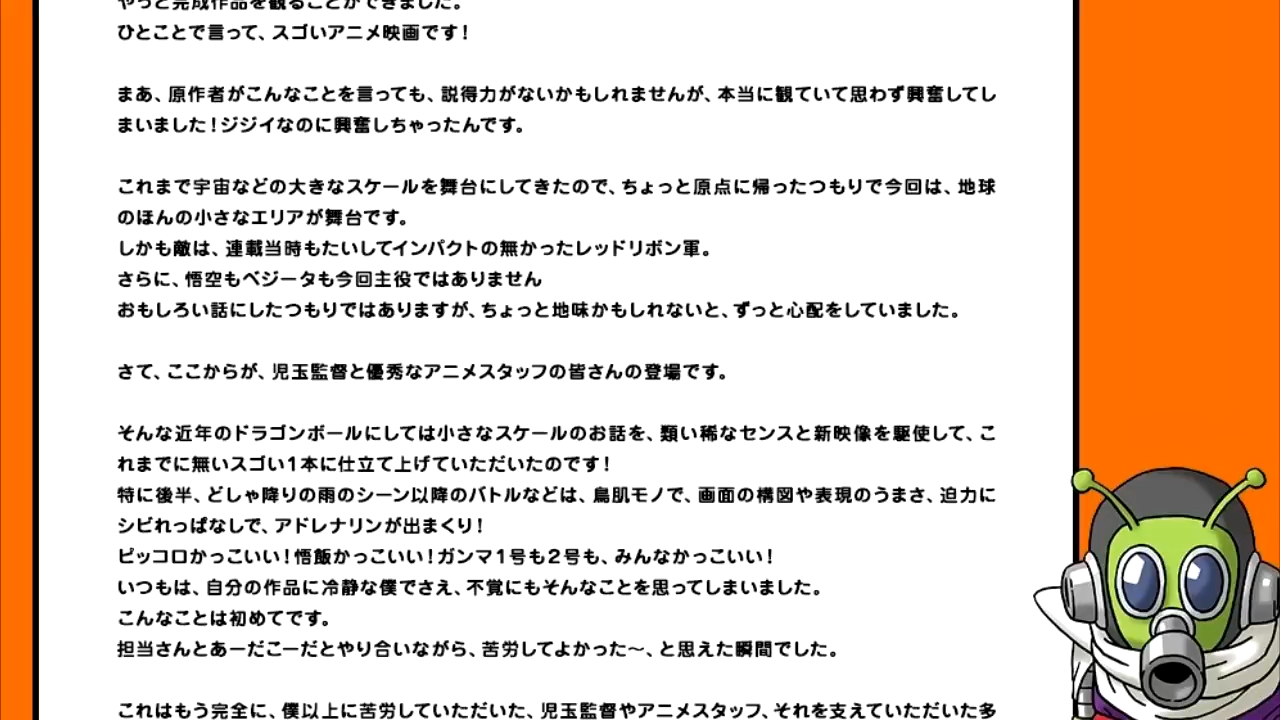 やっと完成作品を観ることができました。
ひとことで言って、スゴいアニメ映画です！
まあ、原作者がこんなことを言っても、説得力がないかもしれませんが、本当に観ていて思わず興奮してし
まいました！ジジイなのに興奮しちゃったんです。
これまで宇宙などの大きなスケールを舞台にしてきたので、ちょっと原点に帰ったつもりで今回は、地球
のほんの小さなエリアが舞台です。
しかも敵は、連載当時もたいしてインパクトの無かったレッドリボン軍。
さらに、悟空もベジータも今回主役ではありません
おもしろい話にしたつもりではありますが、ちょっと地味かもしれないと、ずっと心配をしていました。
さて、ここからが、児玉監督と優秀なアニメスタッフの皆さんの登場です。
そんな近年のドラゴンボールにしては小さなスケールのお話を、類い稀なセンスと新映像を駆使して、こ
れまでに無いスゴい1本に仕立て上げていただいたのです！
特に後半、どしゃ降りの雨のシーン以降のバトルなどは、鳥肌モノで、画面の構図や表現のうまさ、迫力に
シビれっぱなしで、アドレナリンが出まくり！
ピッコロかっこいい！悟飯かっこいい！ガンマ1号も2号も、みんなかっこいい！
いつもは、自分の作品に冷静な僕でさえ、不覚にもそんなことを思ってしまいました。
こんなことは初めてです。
担当さんとあーだこーだとやり合いながら、苦労してよかった～、と思えた瞬間でした。
これはもう完全に、僕以上に苦労していただいた、児玉監督やアニメスタッフ、それを支えていただいた多